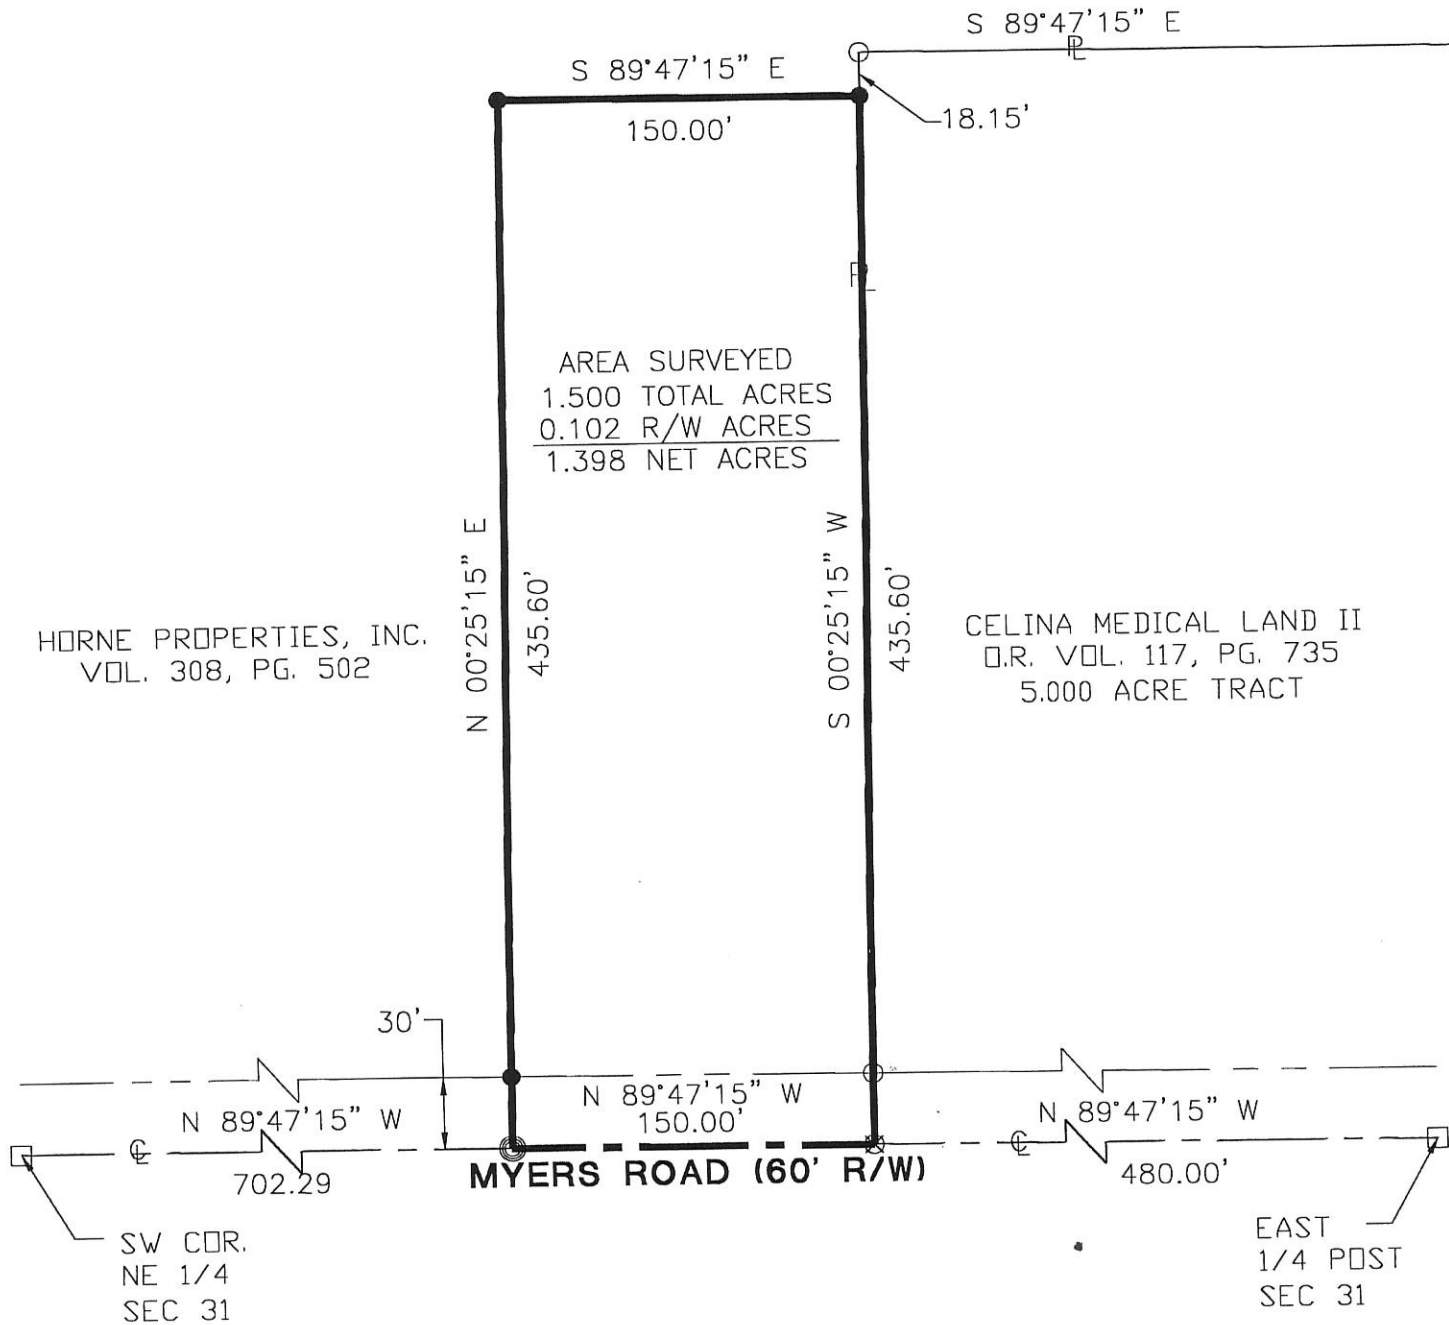 S 89°47'15" E
PL
S 89°47'15" E
150.00'
18.15'
PL
AREA SURVEYED
1.500 TOTAL ACRES
0.102 R/W ACRES
1.398 NET ACRES
N 00°25'15" E
435.60'
S 00°25'15" W
435.60'
HORNE PROPERTIES, INC.
VOL. 308, PG. 502
CELINA MEDICAL LAND II
O.R. VOL. 117, PG. 735
5.000 ACRE TRACT
30'
N 89°47'15" W
150.00'
N 89°47'15" W
CL
702.29
N 89°47'15" W
CL
480.00'
MYERS ROAD (60' R/W)
SW COR.
NE 1/4
SEC 31
EAST
1/4 POST
SEC 31